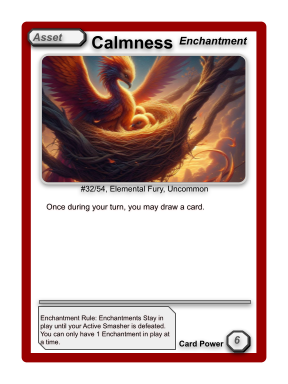 Asset
Calmness Enchantment
#32/54, Elemental Fury, Uncommon
Once during your turn, you may draw a card.
Enchantment Rule: Enchantments Stay in
play until your Active Smasher is defeated.
You can only have 1 Enchantment in play at
a time.
Card Power 6